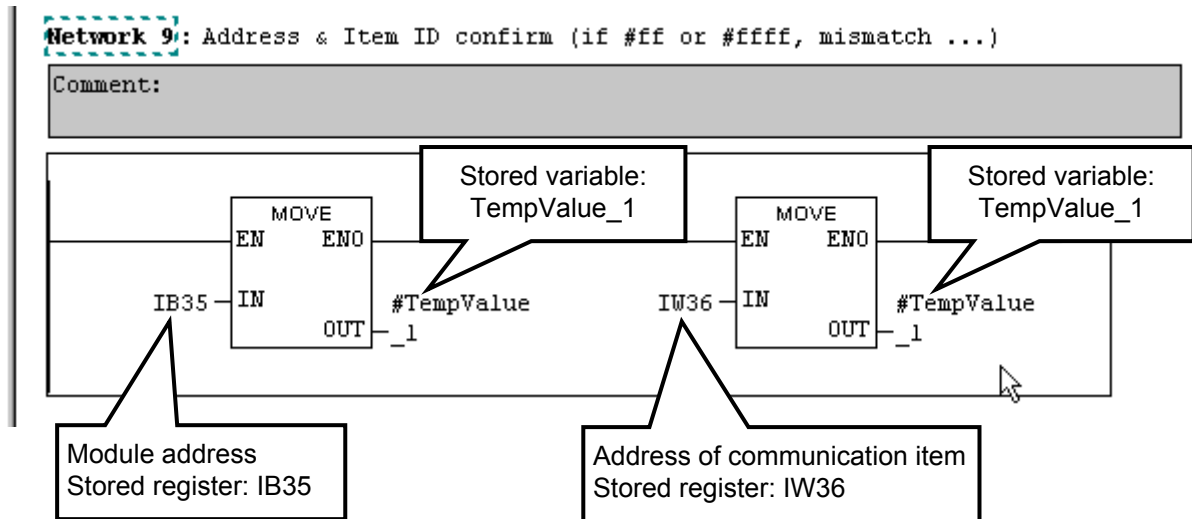 Network 9: Address & Item ID confirm (if #ff or #ffff, mismatch ...)
Comment:
Stored variable:
TempValue_1
Stored variable:
TempValue_1
MOVE
EN ENO
IB35 IN
#TempValue
OUT _1
MOVE
EN ENO
IW36 IN
#TempValue
OUT _1
Module address
Stored register: IB35
Address of communication item
Stored register: IW36